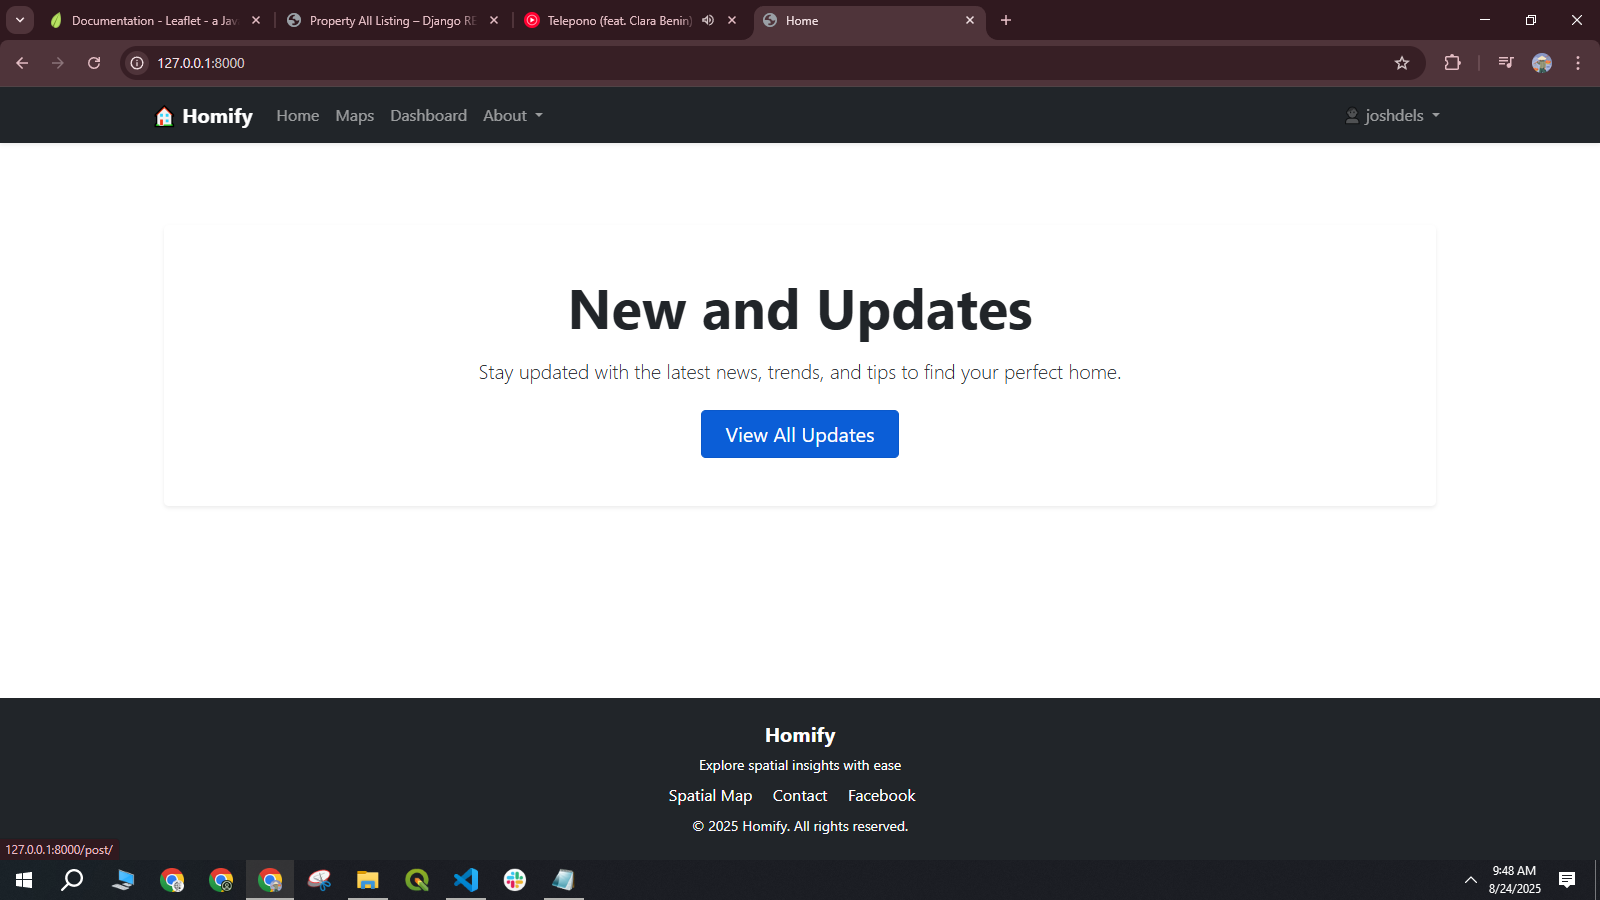 Documentation - Leaflet - a Jav
Property All Listing – Django RE
Telepono (feat. Clara Benin)
Home
127.0.0.1:8000
Homify
Home
Maps
Dashboard
About
joshdels
New and Updates
Stay updated with the latest news, trends, and tips to find your perfect home.
View All Updates
Homify
Explore spatial insights with ease
Spatial Map Contact Facebook
© 2025 Homify. All rights reserved.
127.0.0.1:8000/post/
9:48 AM
8/24/2025